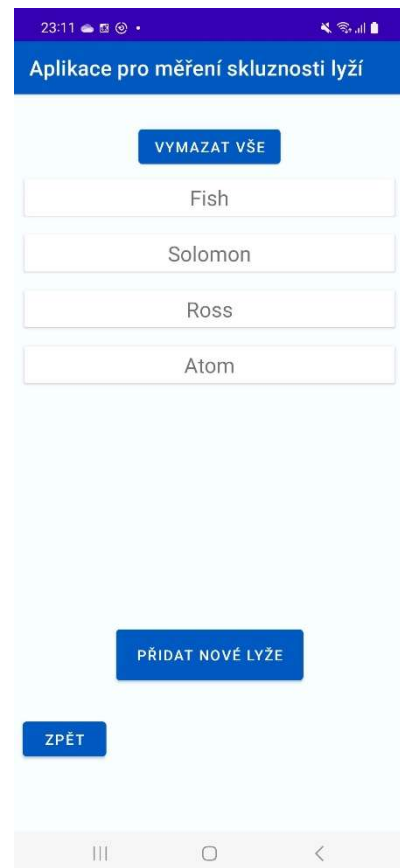 23:11
Aplikace pro měření skluznosti lyží
VYMAZAT VŠE
Fish
Solomon
Ross
Atom
PŘIDAT NOVÉ LYŽE
ZPĚT